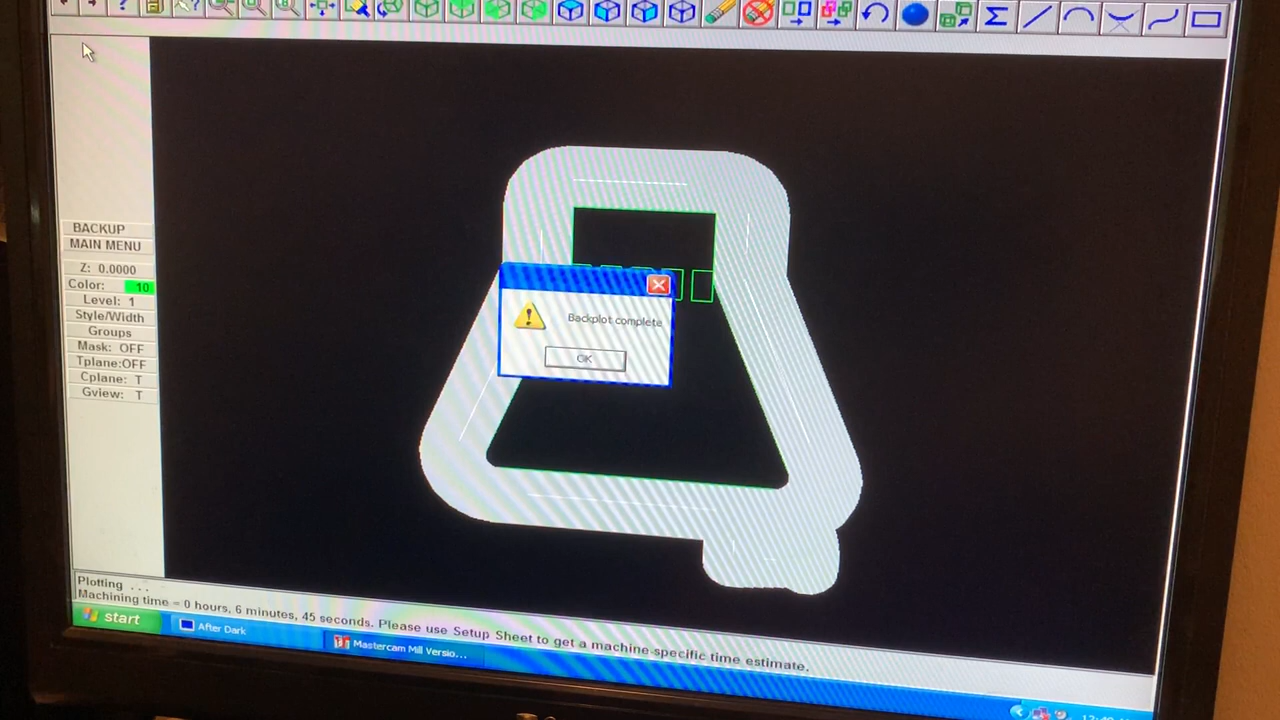 BACKUP
MAIN MENU
Z: 0.0000
Color: 10
Level: 1
Style/Width
Groups
Mask: OFF
Tplane:OFF
Cplane: T
Gview: T
Backplot complete
OK
Plotting ...
Machining time = 0 hours, 6 minutes, 45 seconds. Please use Setup Sheet to get a machine-specific time estimate.
start
After Dark
Mastercam Mill Versio...